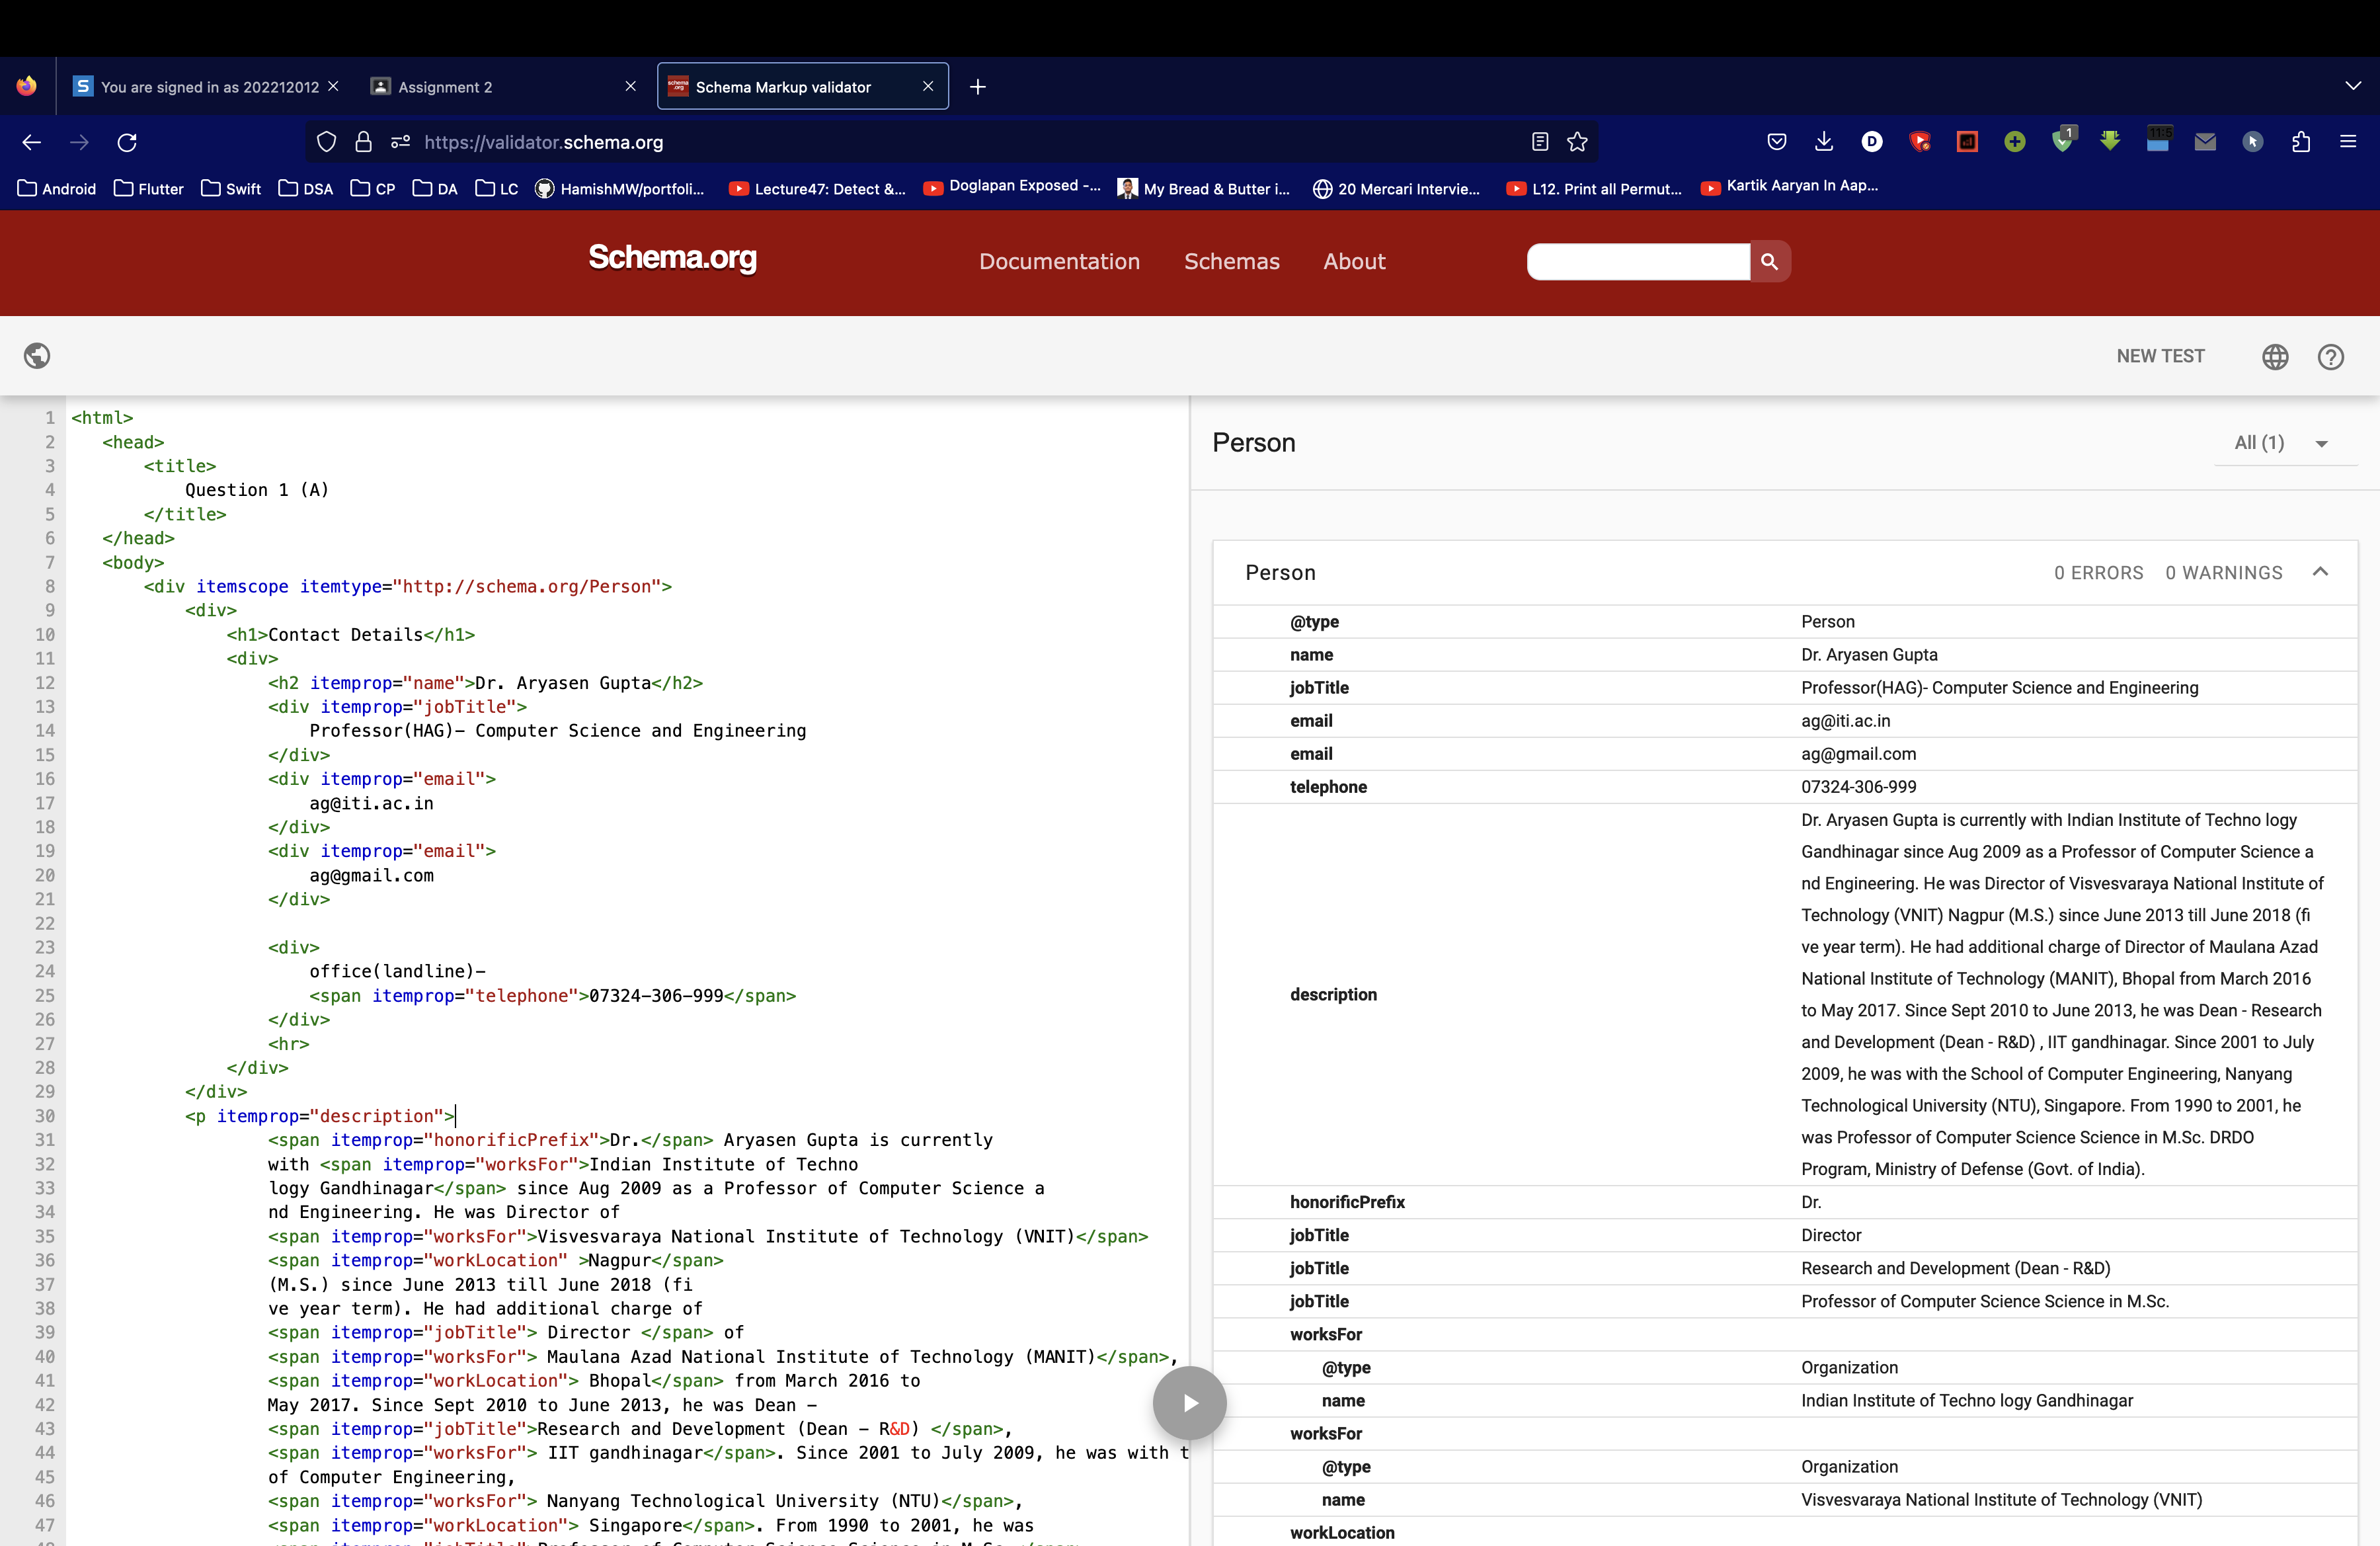 You are signed in as 202212012
Assignment 2
Schema Markup validator
https://validator.schema.org
1
11:5
Android
Flutter
Swift
DSA
CP
DA
LC
HamishMW/portfoli...
Lecture47: Detect &...
Doglapan Exposed -...
My Bread & Butter i...
20 Mercari Intervie...
L12. Print all Permut...
Kartik Aaryan In Aap...
Schema.org
Documentation
Schemas
About
NEW TEST
1 <html>
2 <head>
3 <title>
4 Question 1 (A)
5 </title>
6 </head>
7 <body>
8 <div itemscope itemtype="http://schema.org/Person">
9 <div>
10 <h1>Contact Details</h1>
11 <div>
12 <h2 itemprop="name">Dr. Aryasen Gupta</h2>
13 <div itemprop="jobTitle">
14 Professor(HAG)- Computer Science and Engineering
15 </div>
16 <div itemprop="email">
17 ag@iti.ac.in
18 </div>
19 <div itemprop="email">
20 ag@gmail.com
21 </div>
22
23 <div>
24 office(landline)-
25 <span itemprop="telephone">07324-306-999</span>
26 </div>
27 <hr>
28 </div>
29 </div>
30 <p itemprop="description">
31 <span itemprop="honorificPrefix">Dr.</span> Aryasen Gupta is currently
32 with <span itemprop="worksFor">Indian Institute of Techno
33 logy Gandhinagar</span> since Aug 2009 as a Professor of Computer Science a
34 nd Engineering. He was Director of
35 <span itemprop="worksFor">Visvesvaraya National Institute of Technology (VNIT)</span>
36 <span itemprop="workLocation" >Nagpur</span>
37 (M.S.) since June 2013 till June 2018 (fi
38 ve year term). He had additional charge of
39 <span itemprop="jobTitle"> Director </span> of
40 <span itemprop="worksFor"> Maulana Azad National Institute of Technology (MANIT)</span>,
41 <span itemprop="workLocation"> Bhopal</span> from March 2016 to
42 May 2017. Since Sept 2010 to June 2013, he was Dean -
43 <span itemprop="jobTitle">Research and Development (Dean - R&D) </span>,
44 <span itemprop="worksFor"> IIT gandhinagar</span>. Since 2001 to July 2009, he was with t
45 of Computer Engineering,
46 <span itemprop="worksFor"> Nanyang Technological University (NTU)</span>,
47 <span itemprop="workLocation"> Singapore</span>. From 1990 to 2001, he was
Person
All (1)
Person 0 ERRORS 0 WARNINGS
@type Person
name Dr. Aryasen Gupta
jobTitle Professor(HAG)- Computer Science and Engineering
email ag@iti.ac.in
email ag@gmail.com
telephone 07324-306-999
description
Dr. Aryasen Gupta is currently with Indian Institute of Techno logy
Gandhinagar since Aug 2009 as a Professor of Computer Science a
nd Engineering. He was Director of Visvesvaraya National Institute of
Technology (VNIT) Nagpur (M.S.) since June 2013 till June 2018 (fi
ve year term). He had additional charge of Director of Maulana Azad
National Institute of Technology (MANIT), Bhopal from March 2016
to May 2017. Since Sept 2010 to June 2013, he was Dean - Research
and Development (Dean - R&D) , IIT gandhinagar. Since 2001 to July
2009, he was with the School of Computer Engineering, Nanyang
Technological University (NTU), Singapore. From 1990 to 2001, he
was Professor of Computer Science Science in M.Sc. DRDO
Program, Ministry of Defense (Govt. of India).
honorificPrefix Dr.
jobTitle Director
jobTitle Research and Development (Dean - R&D)
jobTitle Professor of Computer Science Science in M.Sc.
worksFor
@type Organization
name Indian Institute of Techno logy Gandhinagar
worksFor
@type Organization
name Visvesvaraya National Institute of Technology (VNIT)
workLocation